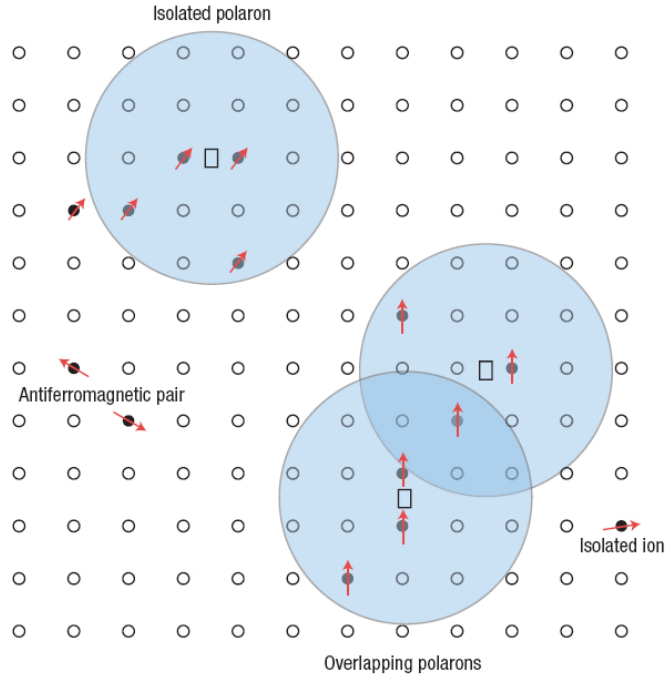 Isolated polaron
Antiferromagnetic pair
Isolated ion
Overlapping polarons